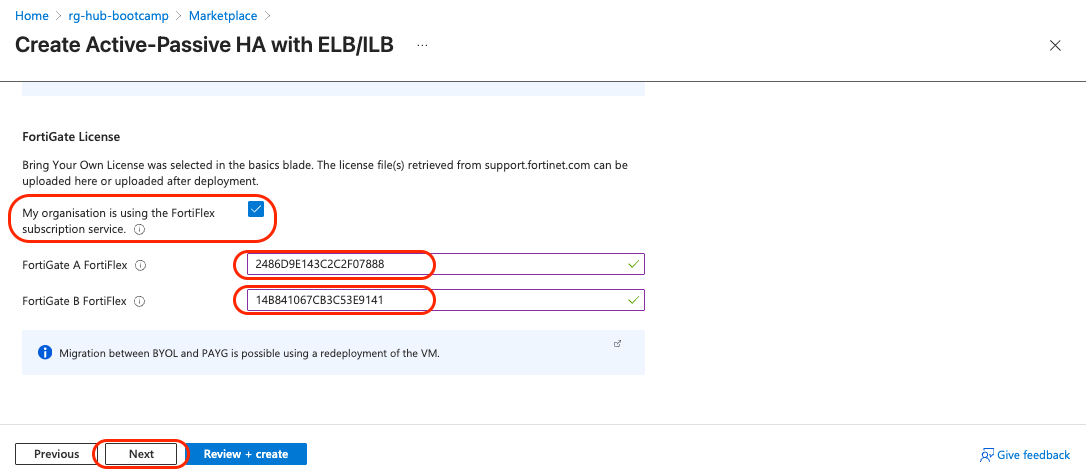 Home > rg-hub-bootcamp > Marketplace >
Create Active-Passive HA with ELB/ILB ...
FortiGate License
Bring Your Own License was selected in the basics blade. The license file(s) retrieved from support.fortinet.com can be
uploaded here or uploaded after deployment.
My organisation is using the FortiFlex
subscription service.
FortiGate A FortiFlex 2486D9E143C2C2F07888
FortiGate B FortiFlex 14B841067CB3C53E9141
Migration between BYOL and PAYG is possible using a redeployment of the VM.
Previous Next Review + create Give feedback